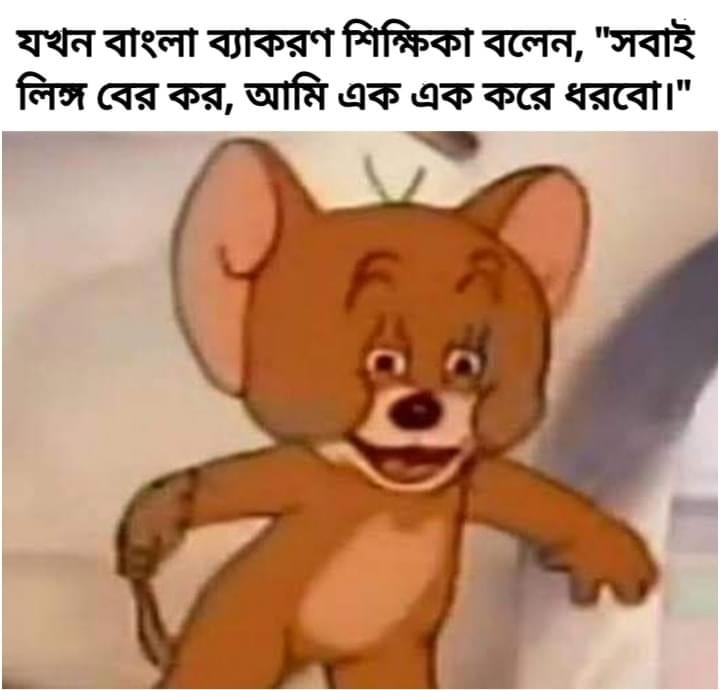 যখন বাংলা ব্যাকরণ শিক্ষিকা বলেন, "সবাই
লিঙ্গ বের কর, আমি এক এক করে ধরবো।"